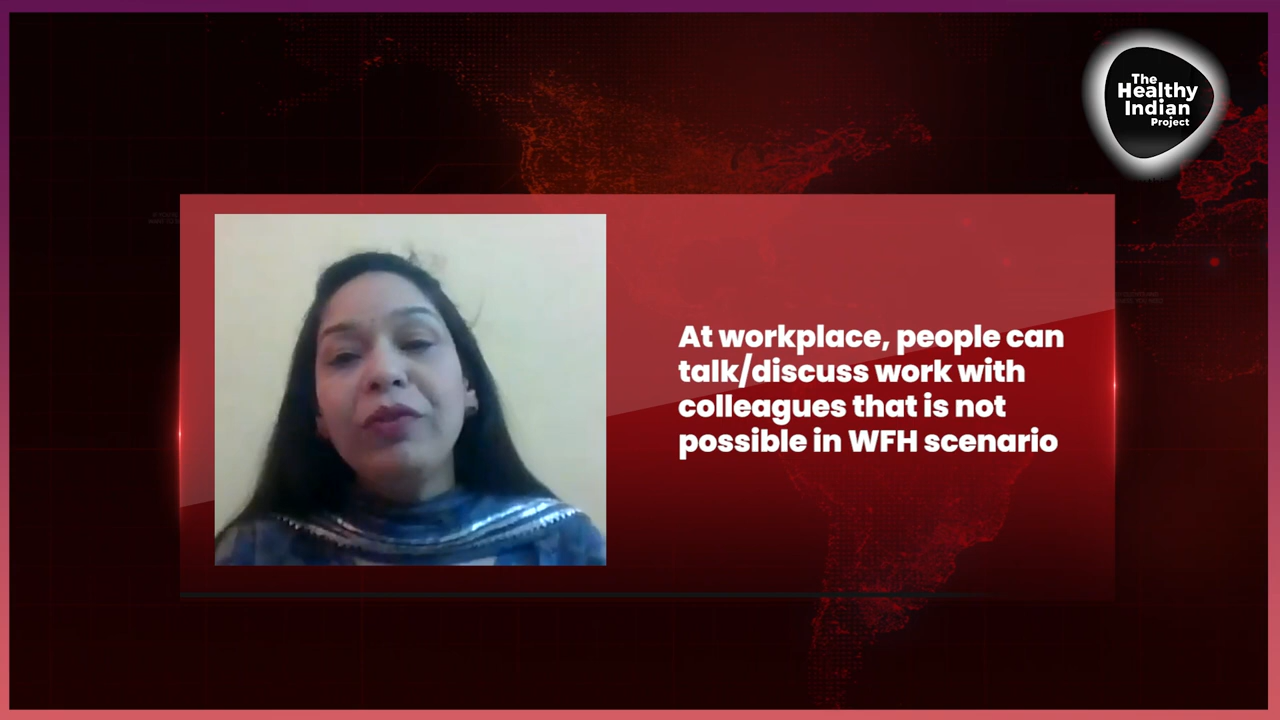 The
Healthy
Indian
Project
At workplace, people can
talk/discuss work with
colleagues that is not
possible in WFH scenario